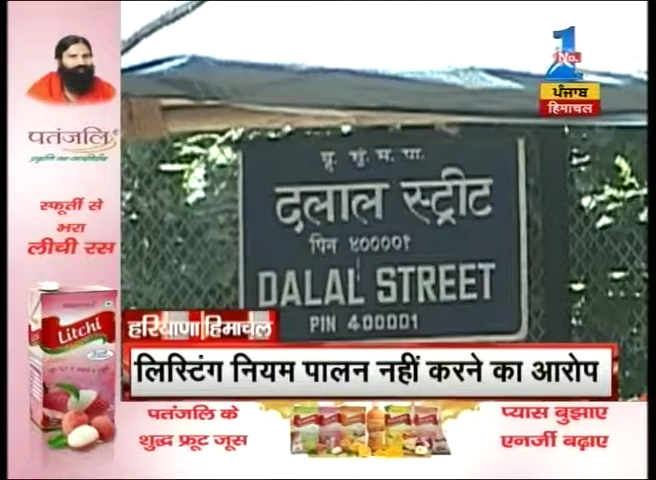 पतंजलि
स्फूर्ती से
भरा
लीची रस
Litchi
1
No.
ਪੰਜਾਬ
हिमाचल
बृ. मुं. म. पा.
दलाल स्ट्रीट
पिन ४००००१
DALAL STREET
PIN 400001
हरियाणा हिमाचल
लिस्टिंग नियम पालन नहीं करने का आरोप
पतंजलि के
शुद्ध फ्रूट जूस
प्यास बुझाए
एनर्जी बढ़ाए